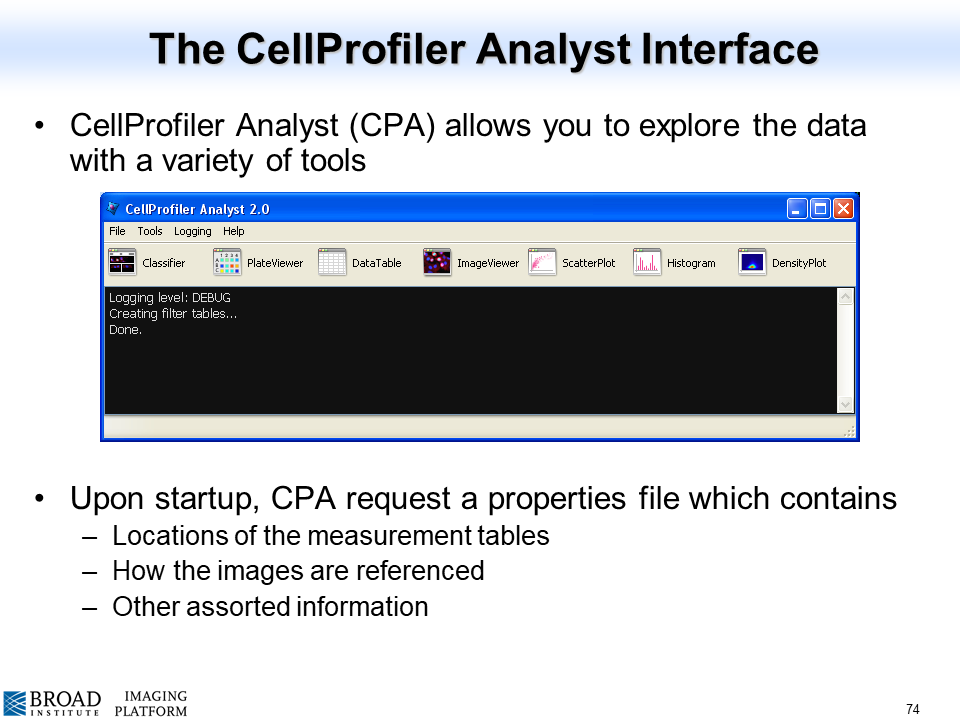 The CellProfiler Analyst Interface
• CellProfiler Analyst (CPA) allows you to explore the data
with a variety of tools
CellProfiler Analyst 2.0
File Tools Logging Help
Classifier PlateViewer DataTable ImageViewer ScatterPlot Histogram DensityPlot
Logging level: DEBUG
Creating filter tables...
Done.
• Upon startup, CPA request a properties file which contains
– Locations of the measurement tables
– How the images are referenced
– Other assorted information
BROAD INSTITUTE
IMAGING PLATFORM
74